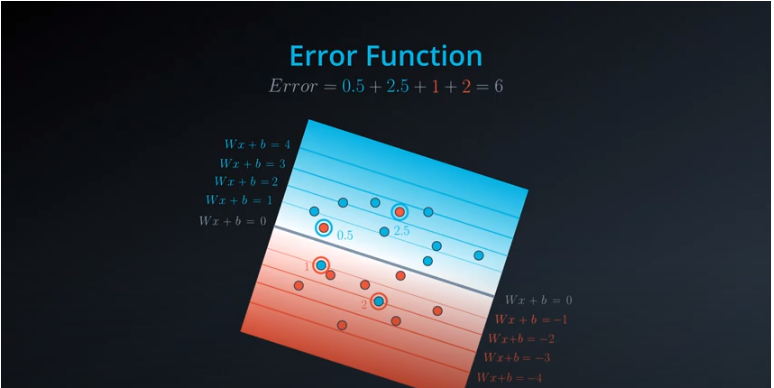 Error Function
Error = 0.5 + 2.5 + 1 + 2 = 6
Wx + b = 4
Wx + b = 3
Wx + b = 2
Wx + b = 1
Wx + b = 0
2.5
0.5
1
2
Wx + b = 0
Wx + b = −1
Wx+b = −2
Wx+b = −3
Wx+b = −4